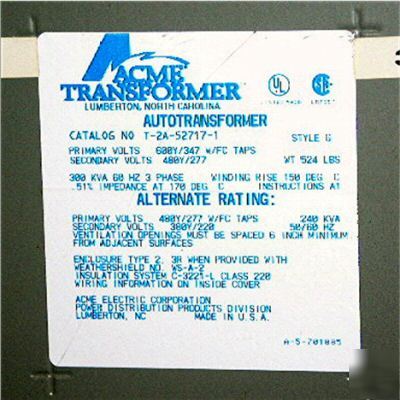 ACME
TRANSFORMER
LUMBERTON, NORTH CAROLINA
UL
AUTOTRANSFORMER
CATALOG NO T-2A-52717-1 STYLE G
PRIMARY VOLTS 600Y/347 W/FC TAPS
SECONDARY VOLTS 480Y/277 WT 524 LBS
300 KVA 60 HZ 3 PHASE WINDING RISE 150 DEG C
.51% IMPEDANCE AT 170 DEG C INSTRUCTIONS AT
ALTERNATE RATING:
PRIMARY VOLTS 480Y/277 W/FC TAPS 240 KVA
SECONDARY VOLTS 380Y/220 50/60 HZ
VENTILATION OPENINGS MUST BE SPACED 6 INCH MINIMUM
FROM ADJACENT SURFACES
ENCLOSURE TYPE 2, 3R WHEN PROVIDED WITH
WEATHERSHIELD NO. WS-A-2
INSULATION SYSTEM C-3221-L CLASS 220
WIRING INFORMATION ON INSIDE COVER
ACME ELECTRIC CORPORATION
POWER DISTRIBUTION PRODUCTS DIVISION
LUMBERTON, NC MADE IN U.S.A.
A-S-701885